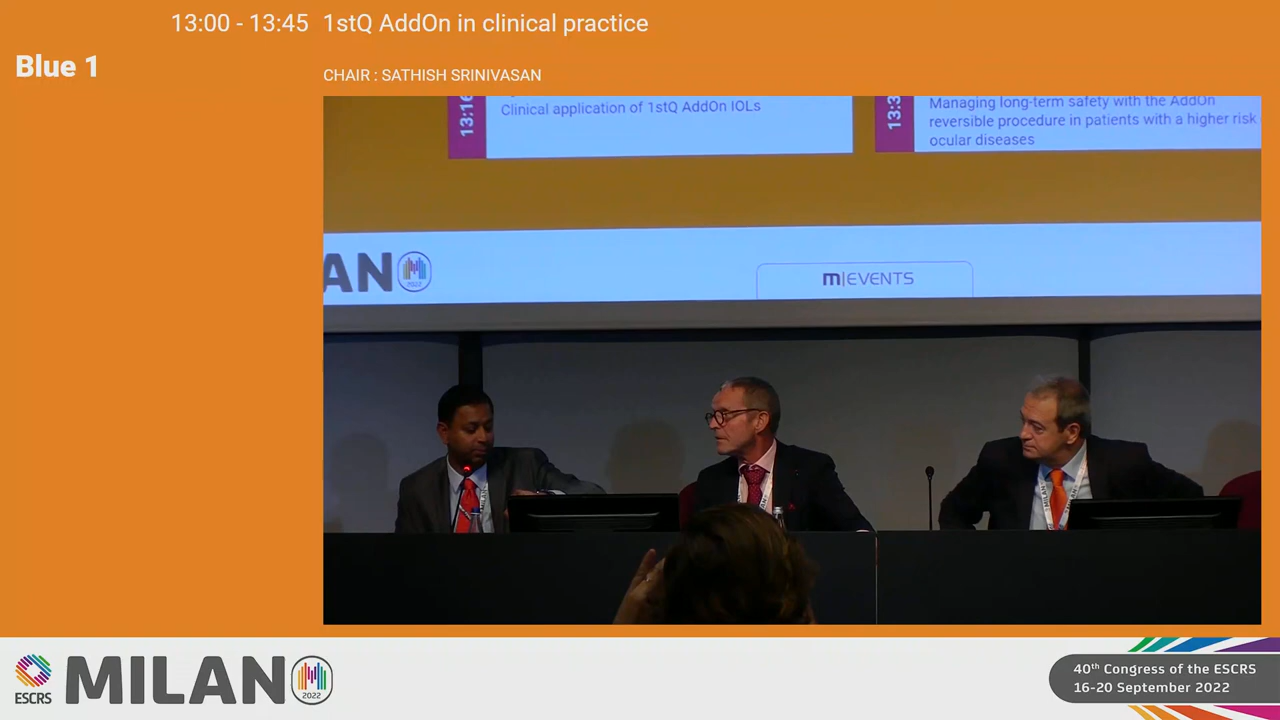 13:00 - 13:45 1stQ AddOn in clinical practice
Blue 1
CHAIR : SATHISH SRINIVASAN
Clinical application of 1stQ AddOn IOLs
Managing long-term safety with the AddOn
reversible procedure in patients with a higher risk
ocular diseases
AN
2022
m|EVENTS
ESCRS
MILANO
2022
40th Congress of the ESCRS
16-20 September 2022